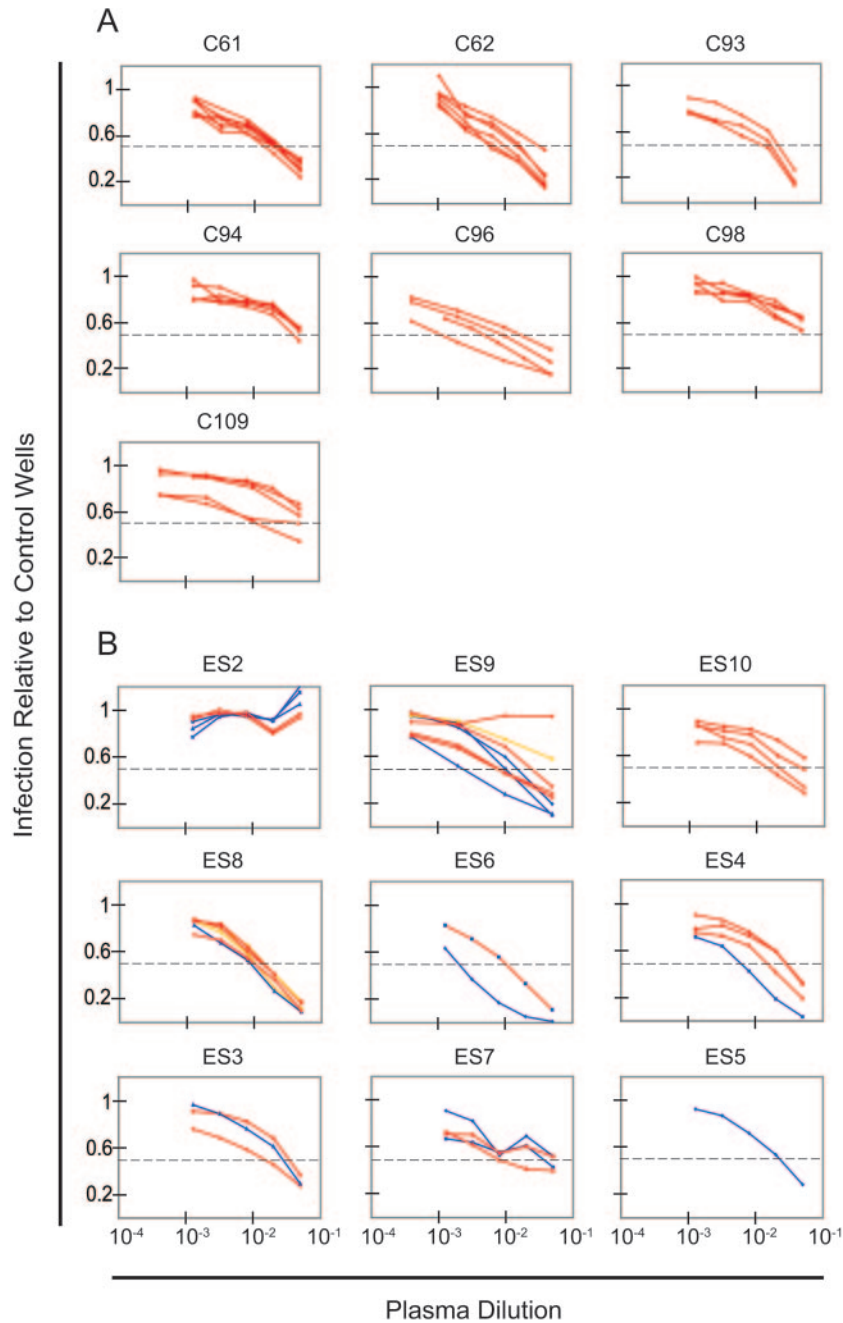 A
C61 C62 C93
1
0.6
0.2
C94 C96 C98
1
0.6
0.2
C109
1
0.6
0.2
Infection Relative to Control Wells
B
ES2 ES9 ES10
1
0.6
0.2
ES8 ES6 ES4
1
0.6
0.2
ES3 ES7 ES5
1
0.6
0.2
10⁻⁴ 10⁻³ 10⁻² 10⁻¹ 10⁻⁴ 10⁻³ 10⁻² 10⁻¹ 10⁻⁴ 10⁻³ 10⁻² 10⁻¹
Plasma Dilution